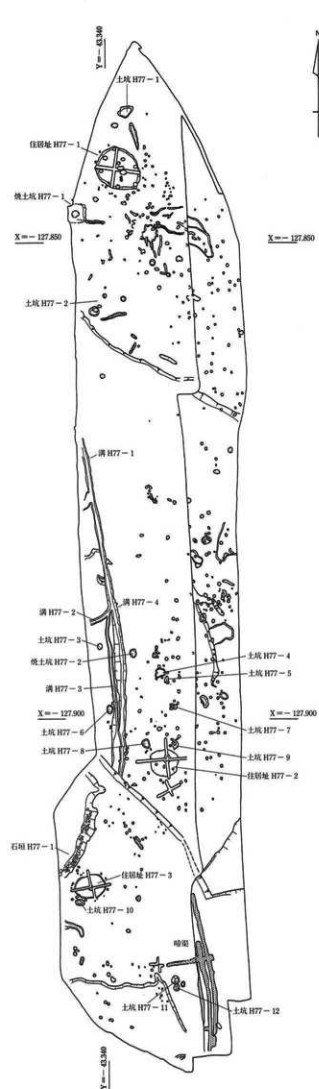 N
Y=−43.340
土坑 H77−1
住居址 H77−1
焼土坑 H77−1
X=−127.850
X=−127.850
土坑 H77−2
溝 H77−1
溝 H77−2
溝 H77−4
土坑 H77−3
焼土坑 H77−2
土坑 H77−4
溝 H77−3
土坑 H77−5
X=−127.900
土坑 H77−7
X=−127.900
土坑 H77−6
土坑 H77−8
土坑 H77−9
住居址 H77−2
石垣 H77−1
住居址 H77−3
土坑 H77−10
暗渠
土坑 H77−11
土坑 H77−12
Y=−43.340